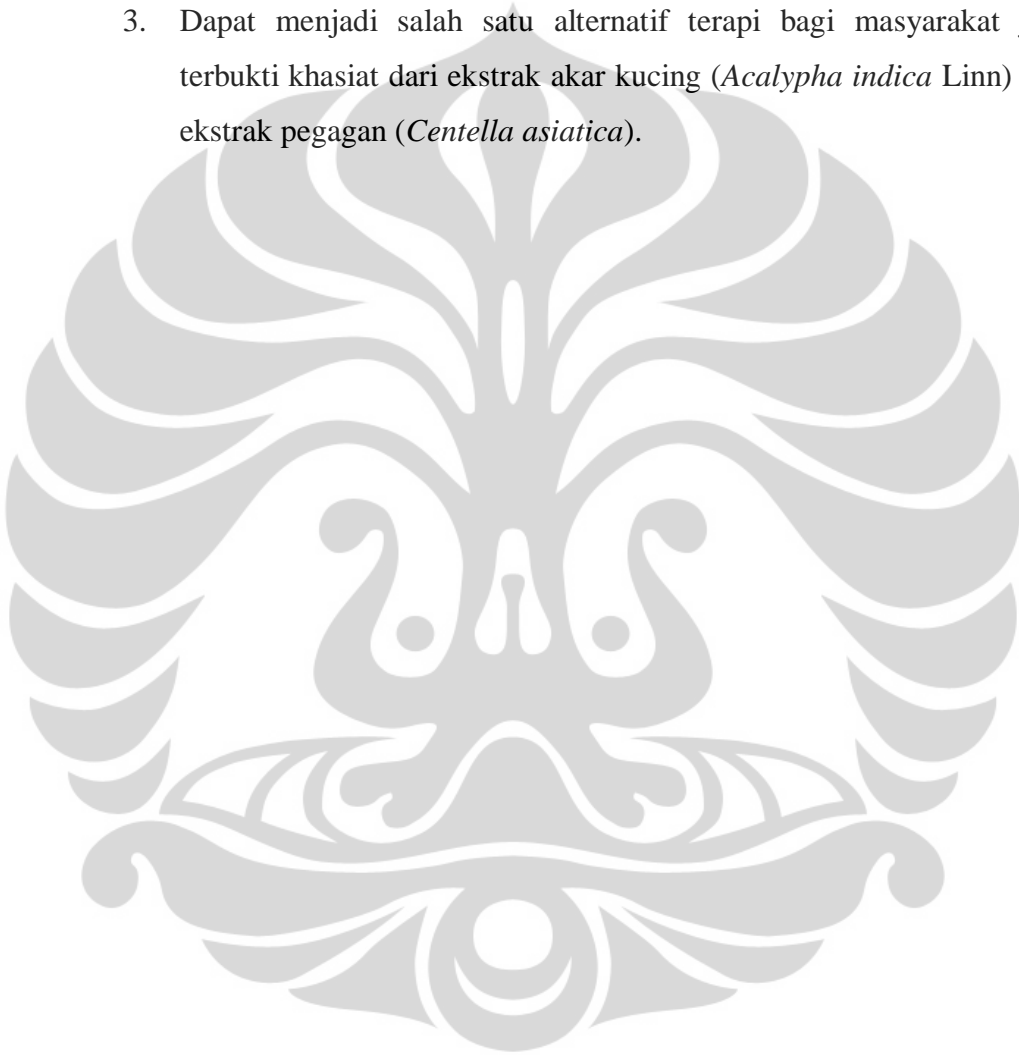 3. Dapat menjadi salah satu alternatif terapi bagi masyarakat
terbukti khasiat dari ekstrak akar kucing (Acalypha indica Linn)
ekstrak pegagan (Centella asiatica).